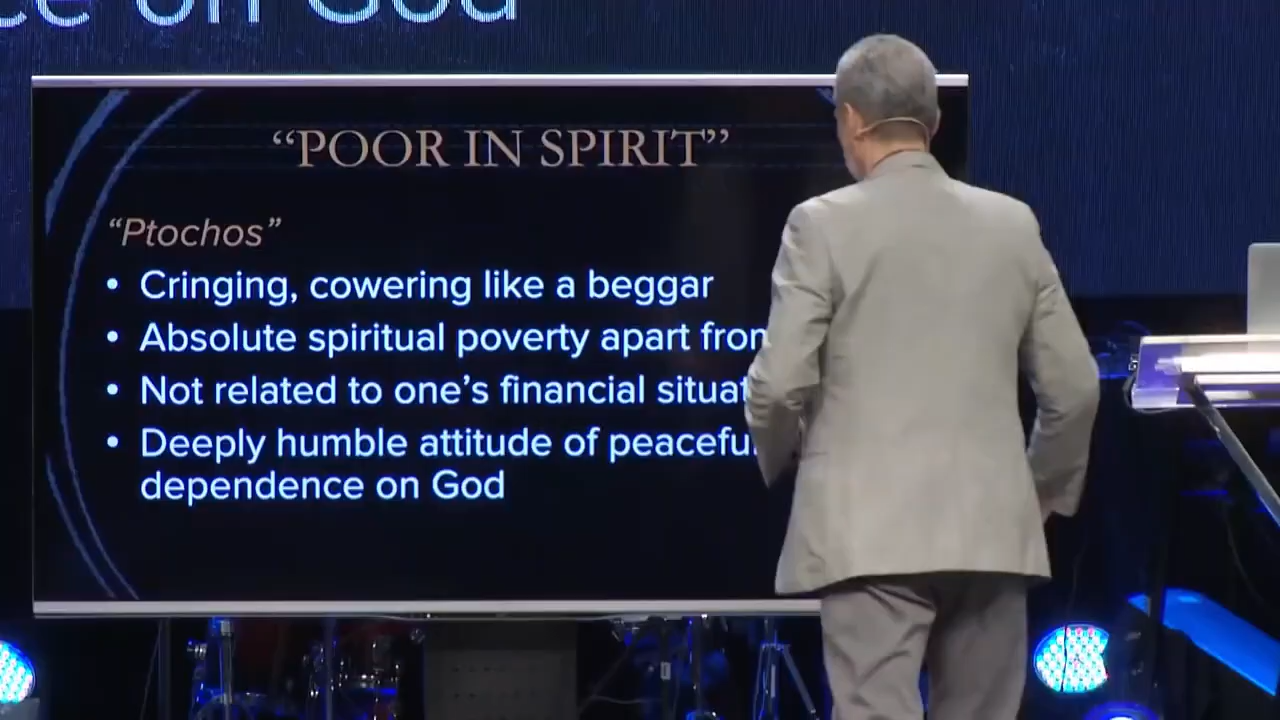 on God
“POOR IN SPIRIT”
“Ptochos”
• Cringing, cowering like a beggar
• Absolute spiritual poverty apart
• Not related to one’s financial
• Deeply humble attitude of
dependence on God